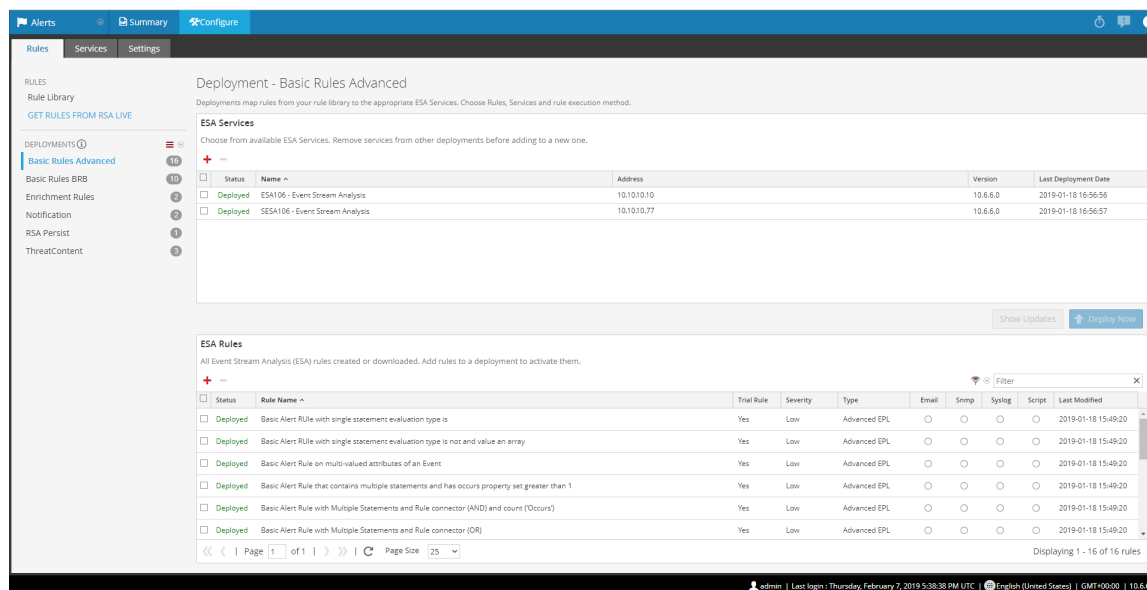 Alerts Summary Configure
Rules Services Settings
RULES
Rule Library
GET RULES FROM RSA LIVE
DEPLOYMENTS
Basic Rules Advanced 16
Basic Rules BRB 10
Enrichment Rules 2
Notification 2
RSA Persist 1
ThreatContent 3
Deployment - Basic Rules Advanced
Deployments map rules from your rule library to the appropriate ESA Services. Choose Rules, Services and rule execution method.
ESA Services
Choose from available ESA Services. Remove services from other deployments before adding to a new one.
Status Name Address Version Last Deployment Date
Deployed ESA106 - Event Stream Analysis 10.10.10.10 10.6.6.0 2019-01-18 16:56:56
Deployed SESA106 - Event Stream Analysis 10.10.10.77 10.6.6.0 2019-01-18 16:56:57
Show Updates Deploy Now
ESA Rules
All Event Stream Analysis (ESA) rules created or downloaded. Add rules to a deployment to activate them.
Filter
Status Rule Name Trial Rule Severity Type Email Snmp Syslog Script Last Modified
Deployed Basic Alert RUle with single statement evaluation type is Yes Low Advanced EPL 2019-01-18 15:49:20
Deployed Basic Alert RUle with single statement evaluation type is not and value an array Yes Low Advanced EPL 2019-01-18 15:49:20
Deployed Basic Alert Rule on multi-valued attributes of an Event Yes Low Advanced EPL 2019-01-18 15:49:20
Deployed Basic Alert Rule that contains multiple statements and has occurs property set greater than 1 Yes Low Advanced EPL 2019-01-18 15:49:20
Deployed Basic Alert Rule with Multiple Statements and Rule connector (AND) and count ('Occurs') Yes Low Advanced EPL 2019-01-18 15:49:20
Deployed Basic Alert Rule with Multiple Statements and Rule connector (OR) Yes Low Advanced EPL 2019-01-18 15:49:20
Page 1 of 1 Page Size 25 Displaying 1 - 16 of 16 rules
admin | Last login : Thursday, February 7, 2019 5:38:38 PM UTC | English (United States) | GMT+00:00 | 10.6.